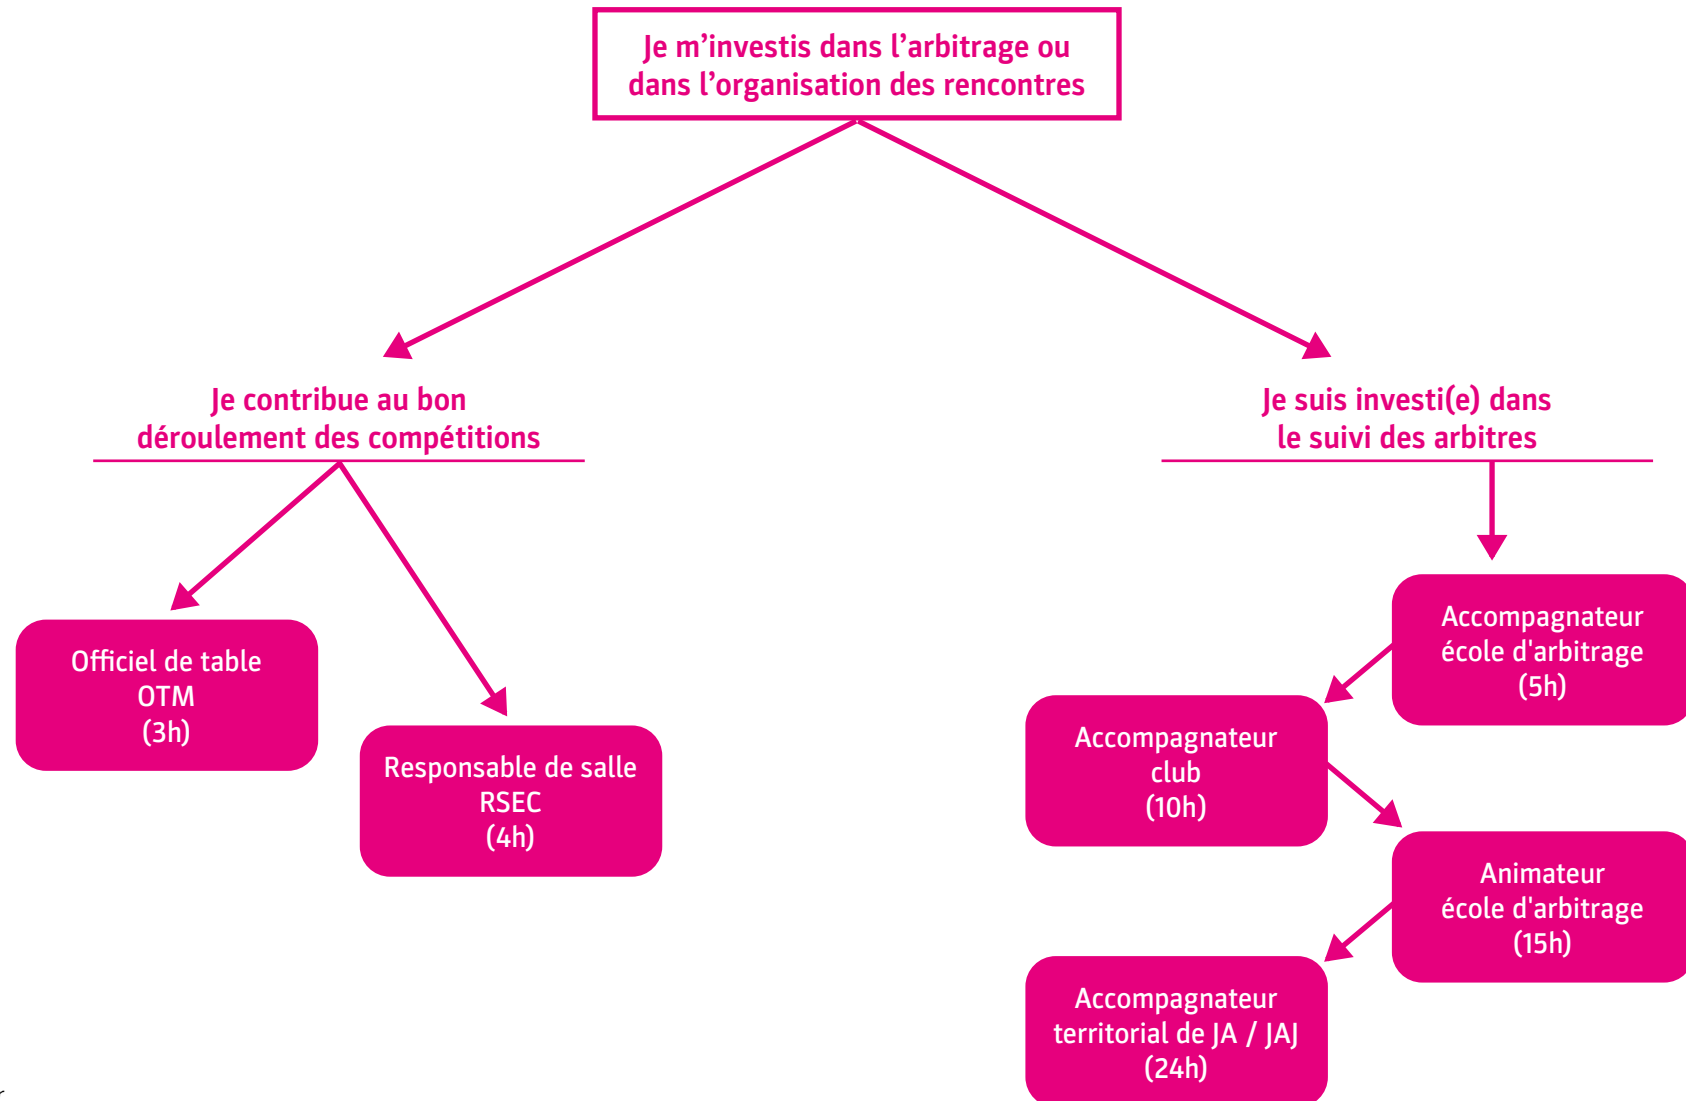 Je m’investis dans l’arbitrage ou
dans l’organisation des rencontres
Je contribue au bon
déroulement des compétitions
Je suis investi(e) dans
le suivi des arbitres
Officiel de table
OTM
(3h)
Responsable de salle
RSEC
(4h)
Accompagnateur
école d'arbitrage
(5h)
Accompagnateur
club
(10h)
Animateur
école d'arbitrage
(15h)
Accompagnateur
territorial de JA / JAJ
(24h)